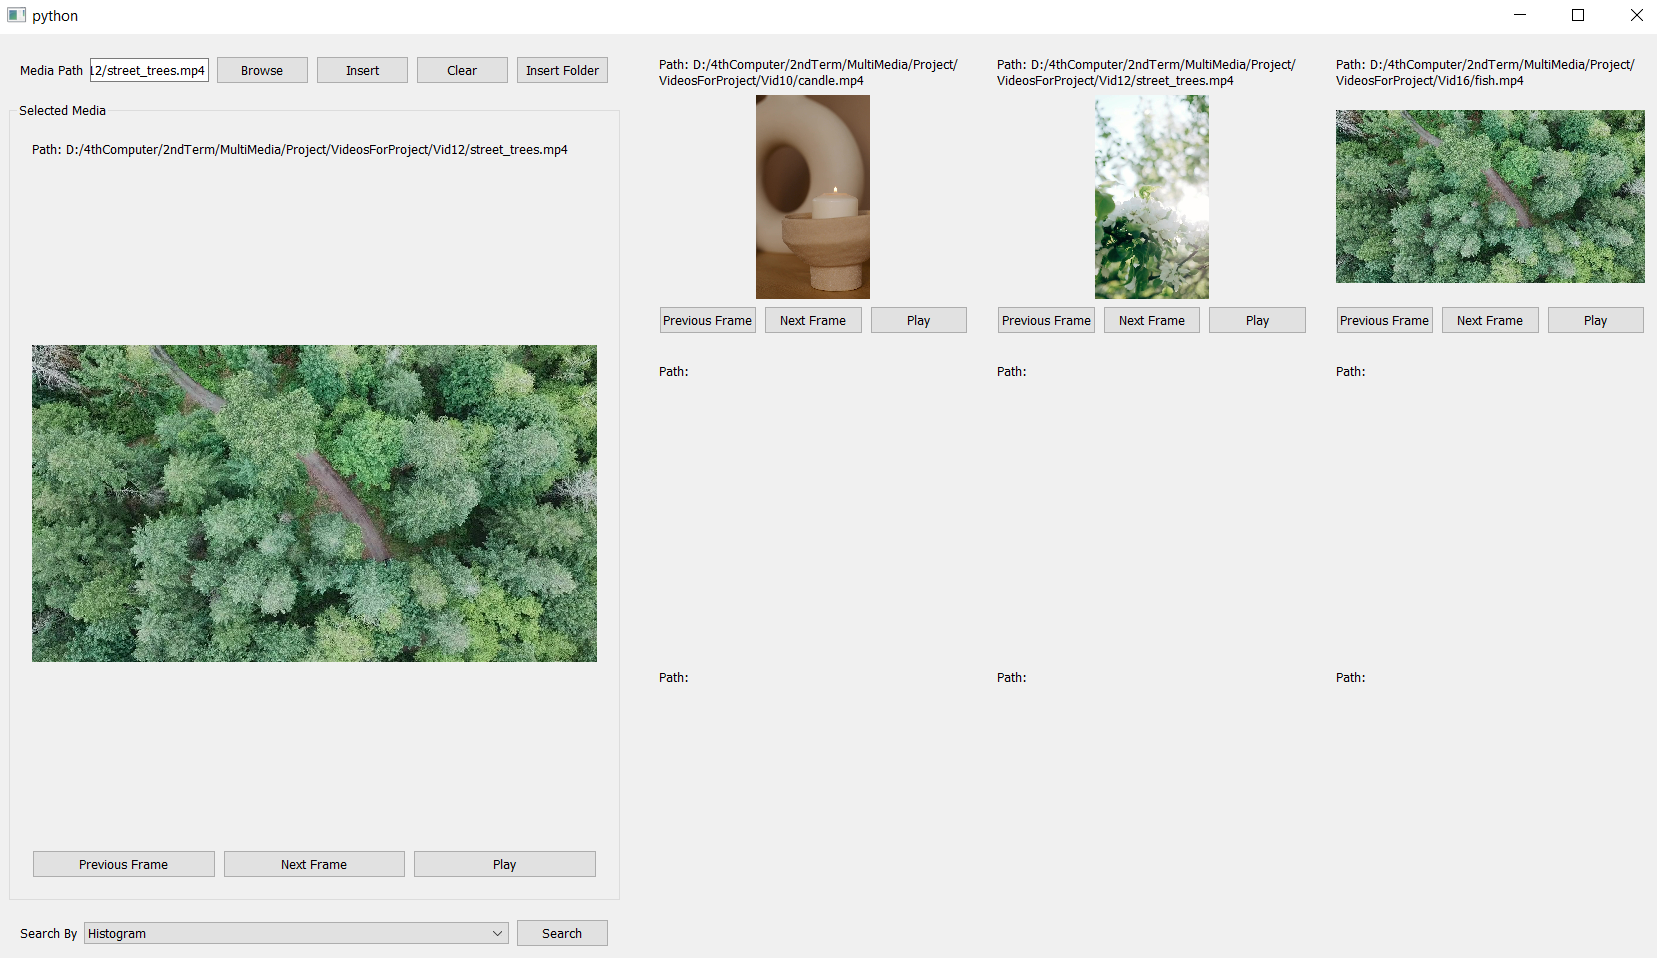 python
Media Path 12/street_trees.mp4 Browse Insert Clear Insert Folder
Selected Media
Path: D:/4thComputer/2ndTerm/MultiMedia/Project/VideosForProject/Vid12/street_trees.mp4
Previous Frame Next Frame Play
Search By Histogram Search
Path: D:/4thComputer/2ndTerm/MultiMedia/Project/
VideosForProject/Vid10/candle.mp4
Previous Frame Next Frame Play
Path: D:/4thComputer/2ndTerm/MultiMedia/Project/
VideosForProject/Vid12/street_trees.mp4
Previous Frame Next Frame Play
Path: D:/4thComputer/2ndTerm/MultiMedia/Project/
VideosForProject/Vid16/fish.mp4
Previous Frame Next Frame Play
Path:
Path:
Path:
Path:
Path:
Path: